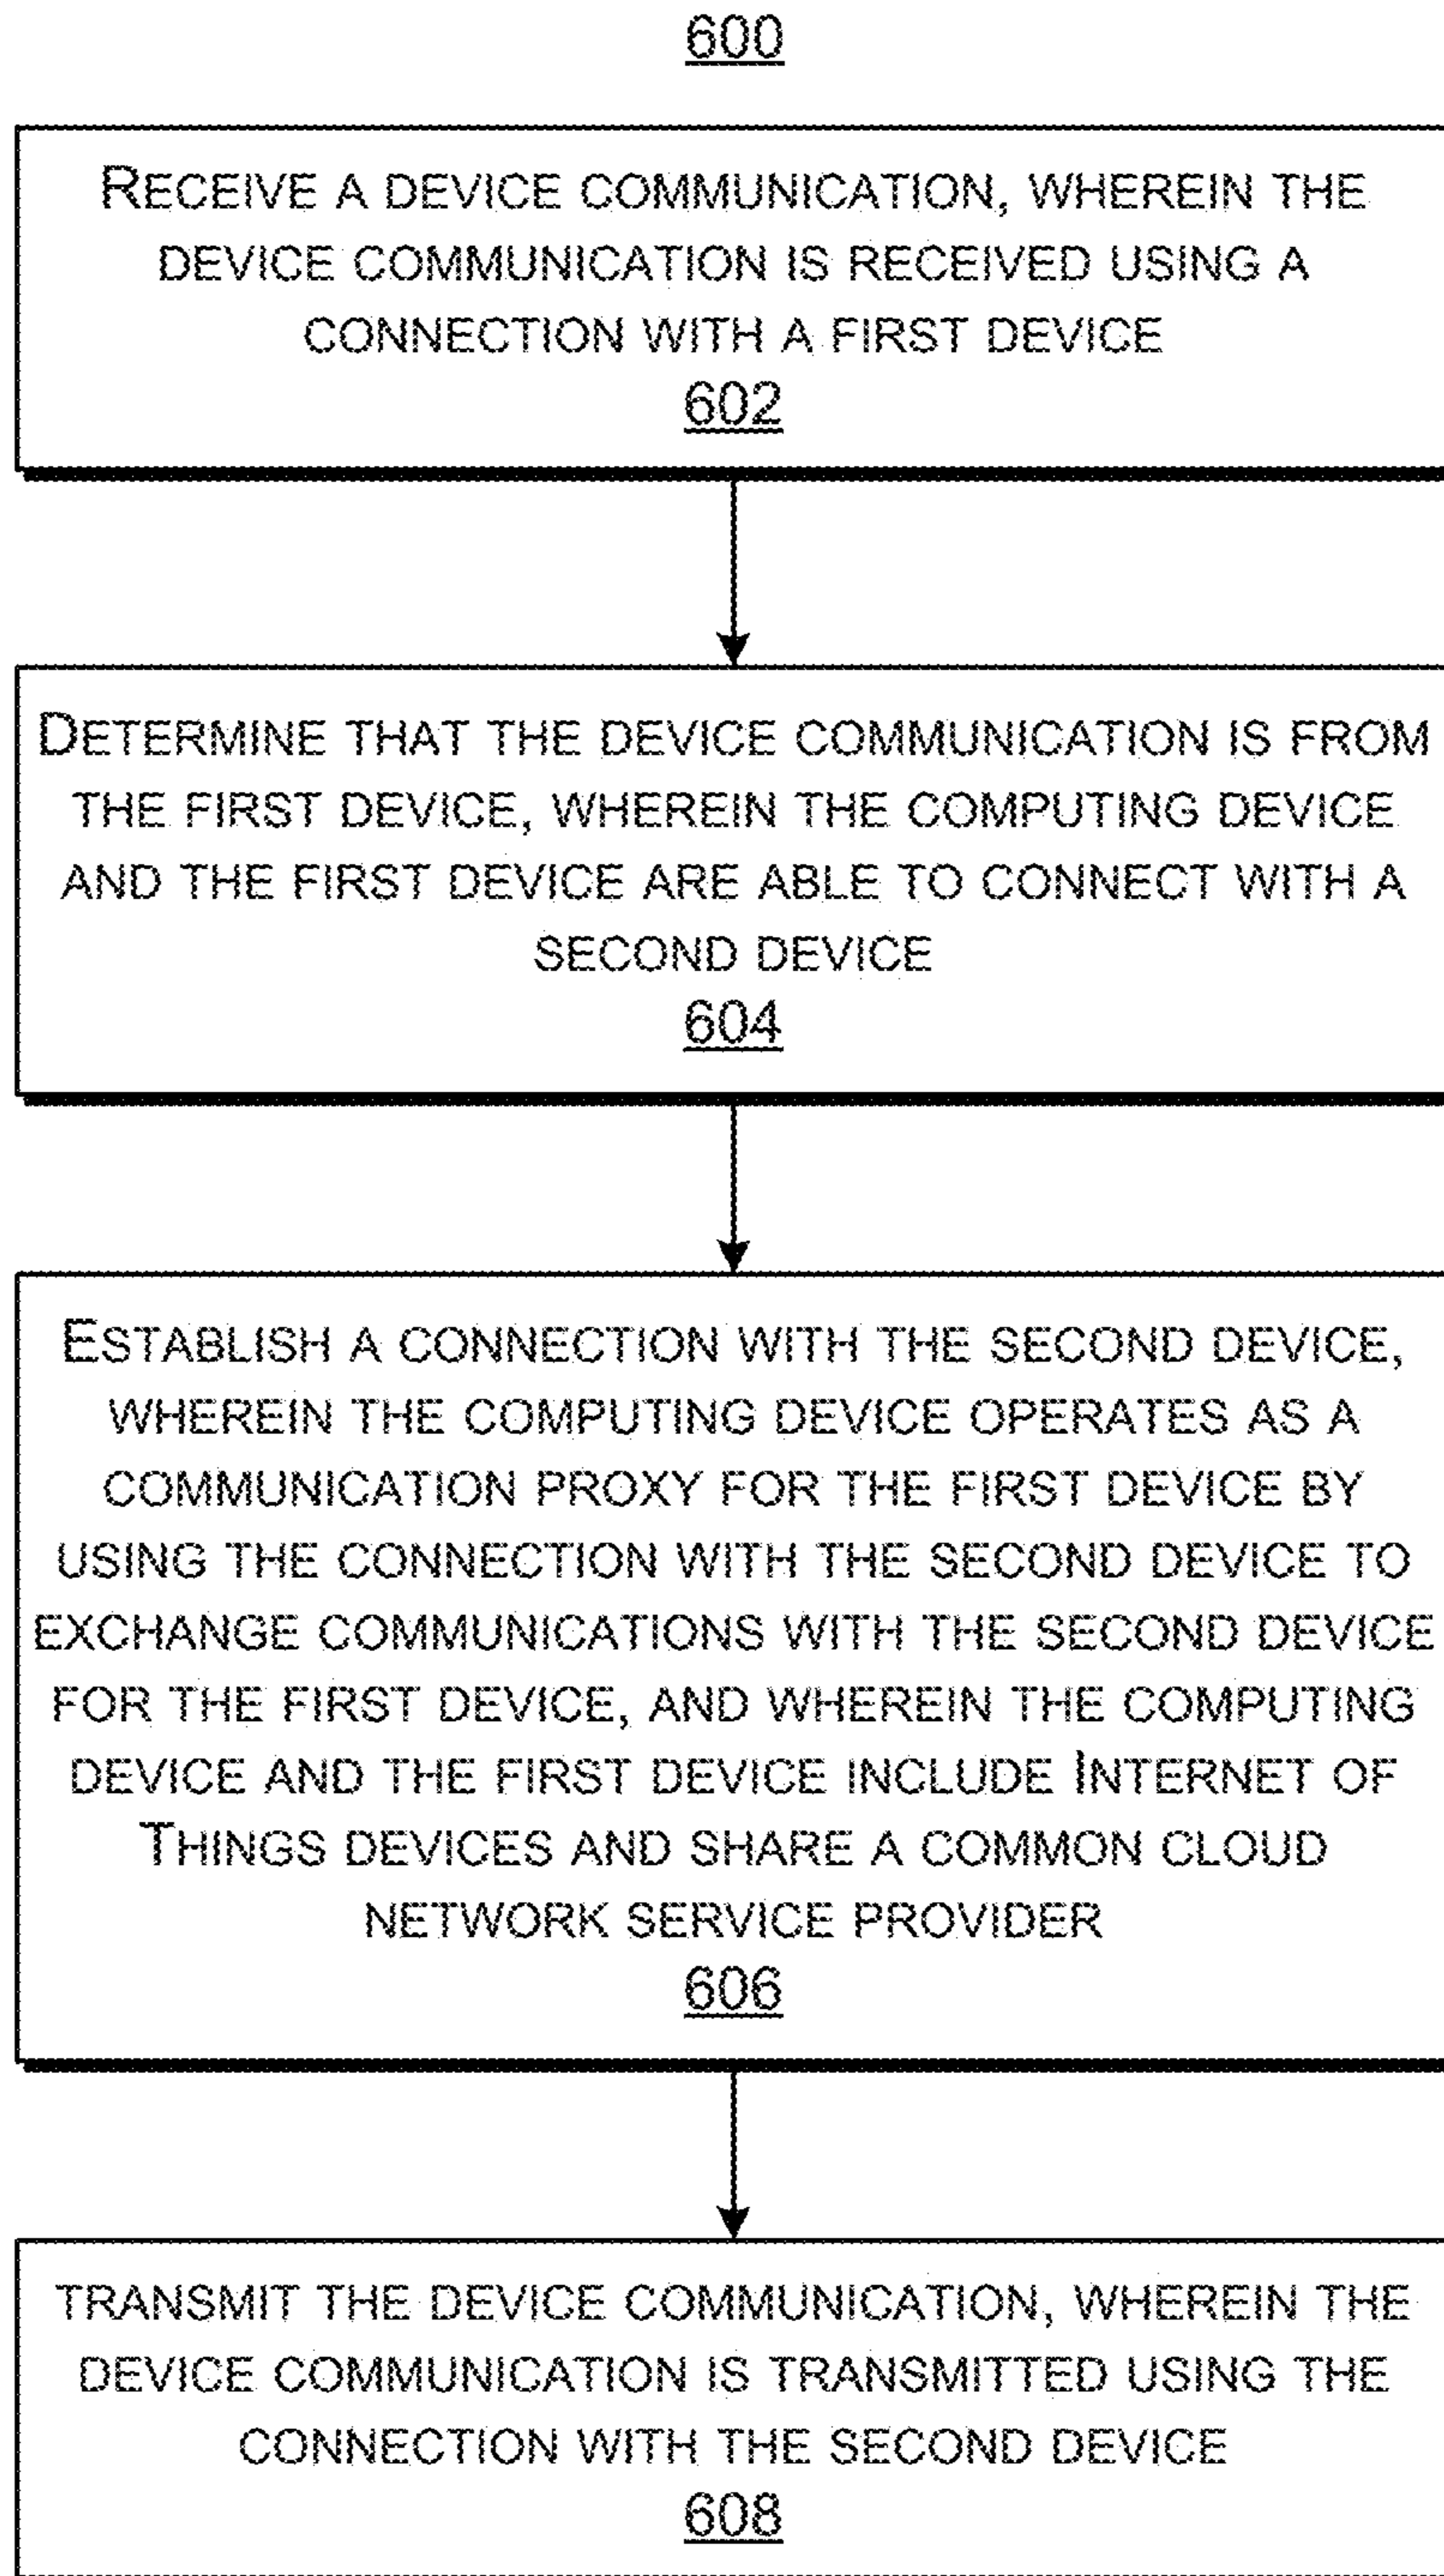 600
RECEIVE A DEVICE COMMUNICATION, WHEREIN THE
DEVICE COMMUNICATION IS RECEIVED USING A
CONNECTION WITH A FIRST DEVICE
602
DETERMINE THAT THE DEVICE COMMUNICATION IS FROM
THE FIRST DEVICE, WHEREIN THE COMPUTING DEVICE
AND THE FIRST DEVICE ARE ABLE TO CONNECT WITH A
SECOND DEVICE
604
ESTABLISH A CONNECTION WITH THE SECOND DEVICE,
WHEREIN THE COMPUTING DEVICE OPERATES AS A
COMMUNICATION PROXY FOR THE FIRST DEVICE BY
USING THE CONNECTION WITH THE SECOND DEVICE TO
EXCHANGE COMMUNICATIONS WITH THE SECOND DEVICE
FOR THE FIRST DEVICE, AND WHEREIN THE COMPUTING
DEVICE AND THE FIRST DEVICE INCLUDE INTERNET OF
THINGS DEVICES AND SHARE A COMMON CLOUD
NETWORK SERVICE PROVIDER
606
TRANSMIT THE DEVICE COMMUNICATION, WHEREIN THE
DEVICE COMMUNICATION IS TRANSMITTED USING THE
CONNECTION WITH THE SECOND DEVICE
608